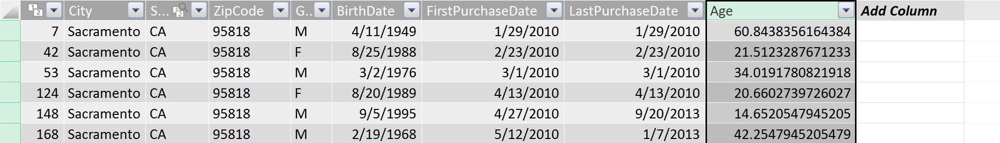 City S... ZipCode G.. BirthDate FirstPurchaseDate LastPurchaseDate Age Add Column
7 Sacramento CA 95818 M 4/11/1949 1/29/2010 1/29/2010 60.8438356164384
42 Sacramento CA 95818 F 8/25/1988 2/23/2010 2/23/2010 21.5123287671233
53 Sacramento CA 95818 M 3/2/1976 3/1/2010 3/1/2010 34.0191780821918
124 Sacramento CA 95818 F 8/20/1989 4/13/2010 4/13/2010 20.6602739726027
148 Sacramento CA 95818 M 9/5/1995 4/27/2010 9/20/2013 14.6520547945205
168 Sacramento CA 95818 M 2/19/1968 5/12/2010 1/7/2013 42.2547945205479